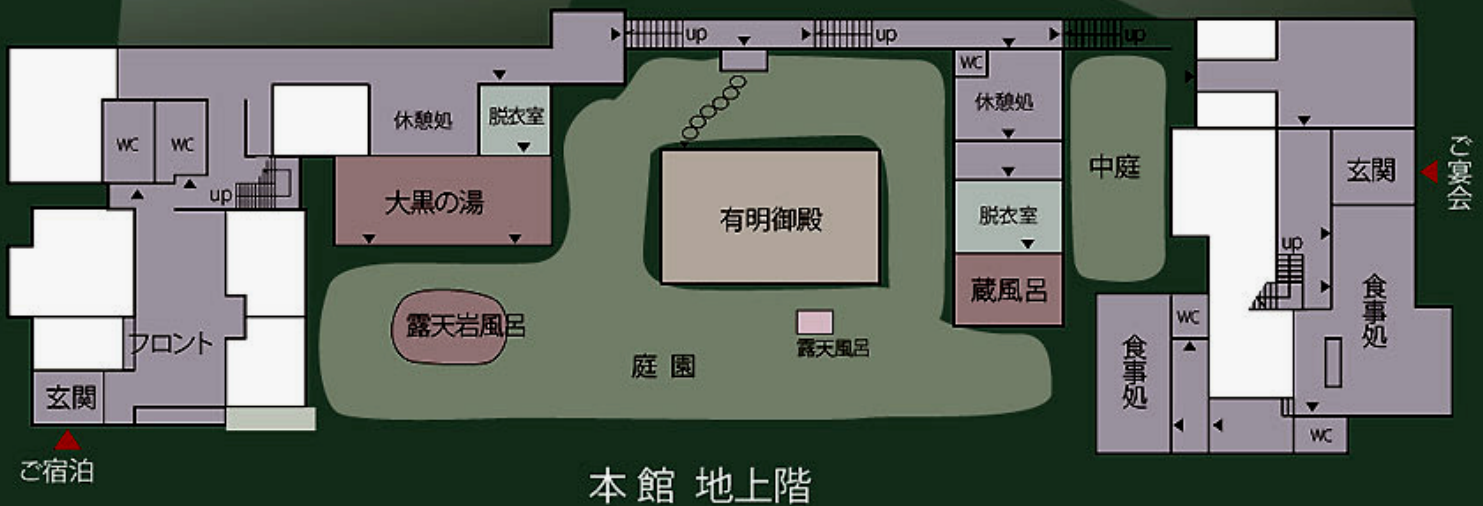 up
up
up
WC
休憩処
脱衣室
休憩処
WC
WC
中庭
玄関
ご宴会
up
大黒の湯
有明御殿
脱衣室
up
蔵風呂
食事処
露天岩風呂
WC
フロント
露天風呂
庭園
食事処
玄関
WC
ご宿泊
本館 地上階